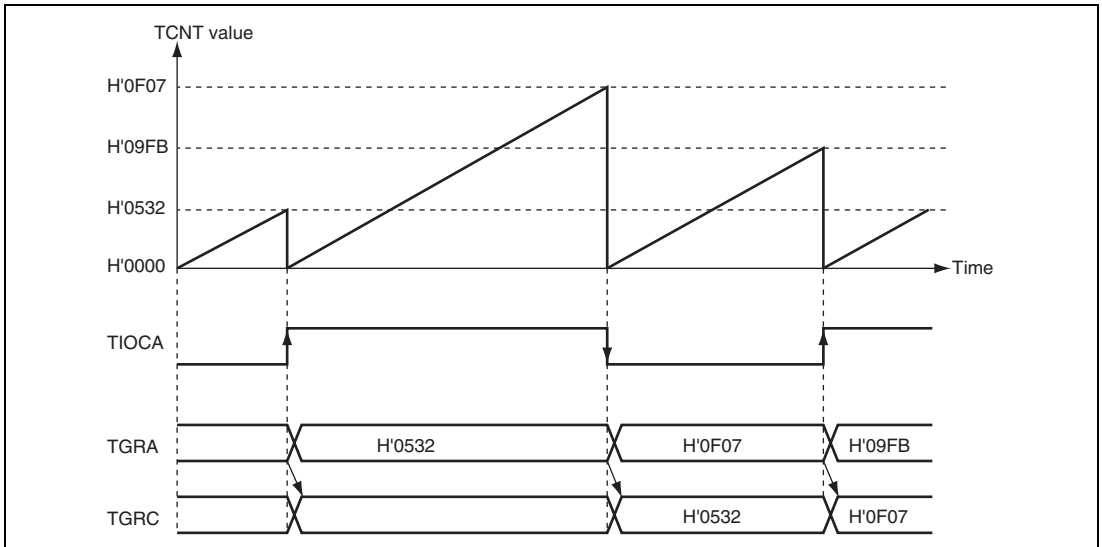 TCNT value
H'0F07
H'09FB
H'0532
H'0000
Time
TIOCA
TGRA
H'0532
H'0F07
H'09FB
TGRC
H'0532
H'0F07